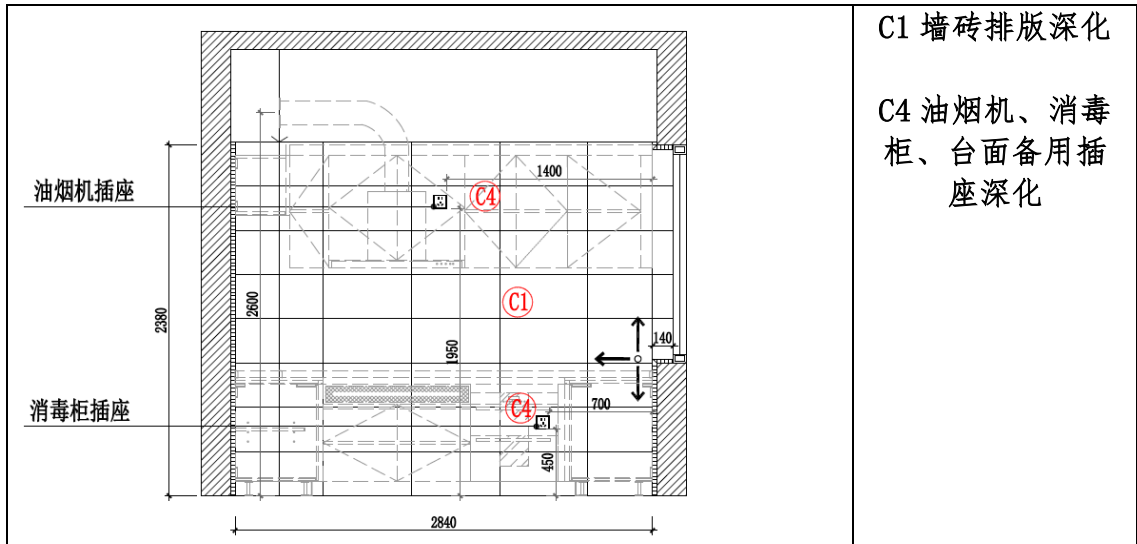 C1 墙砖排版深化
C4 油烟机、消毒
柜、台面备用插
座深化
1400
油烟机插座
C4
2600
C1
2380
1950
140
C4
700
消毒柜插座
450
2840